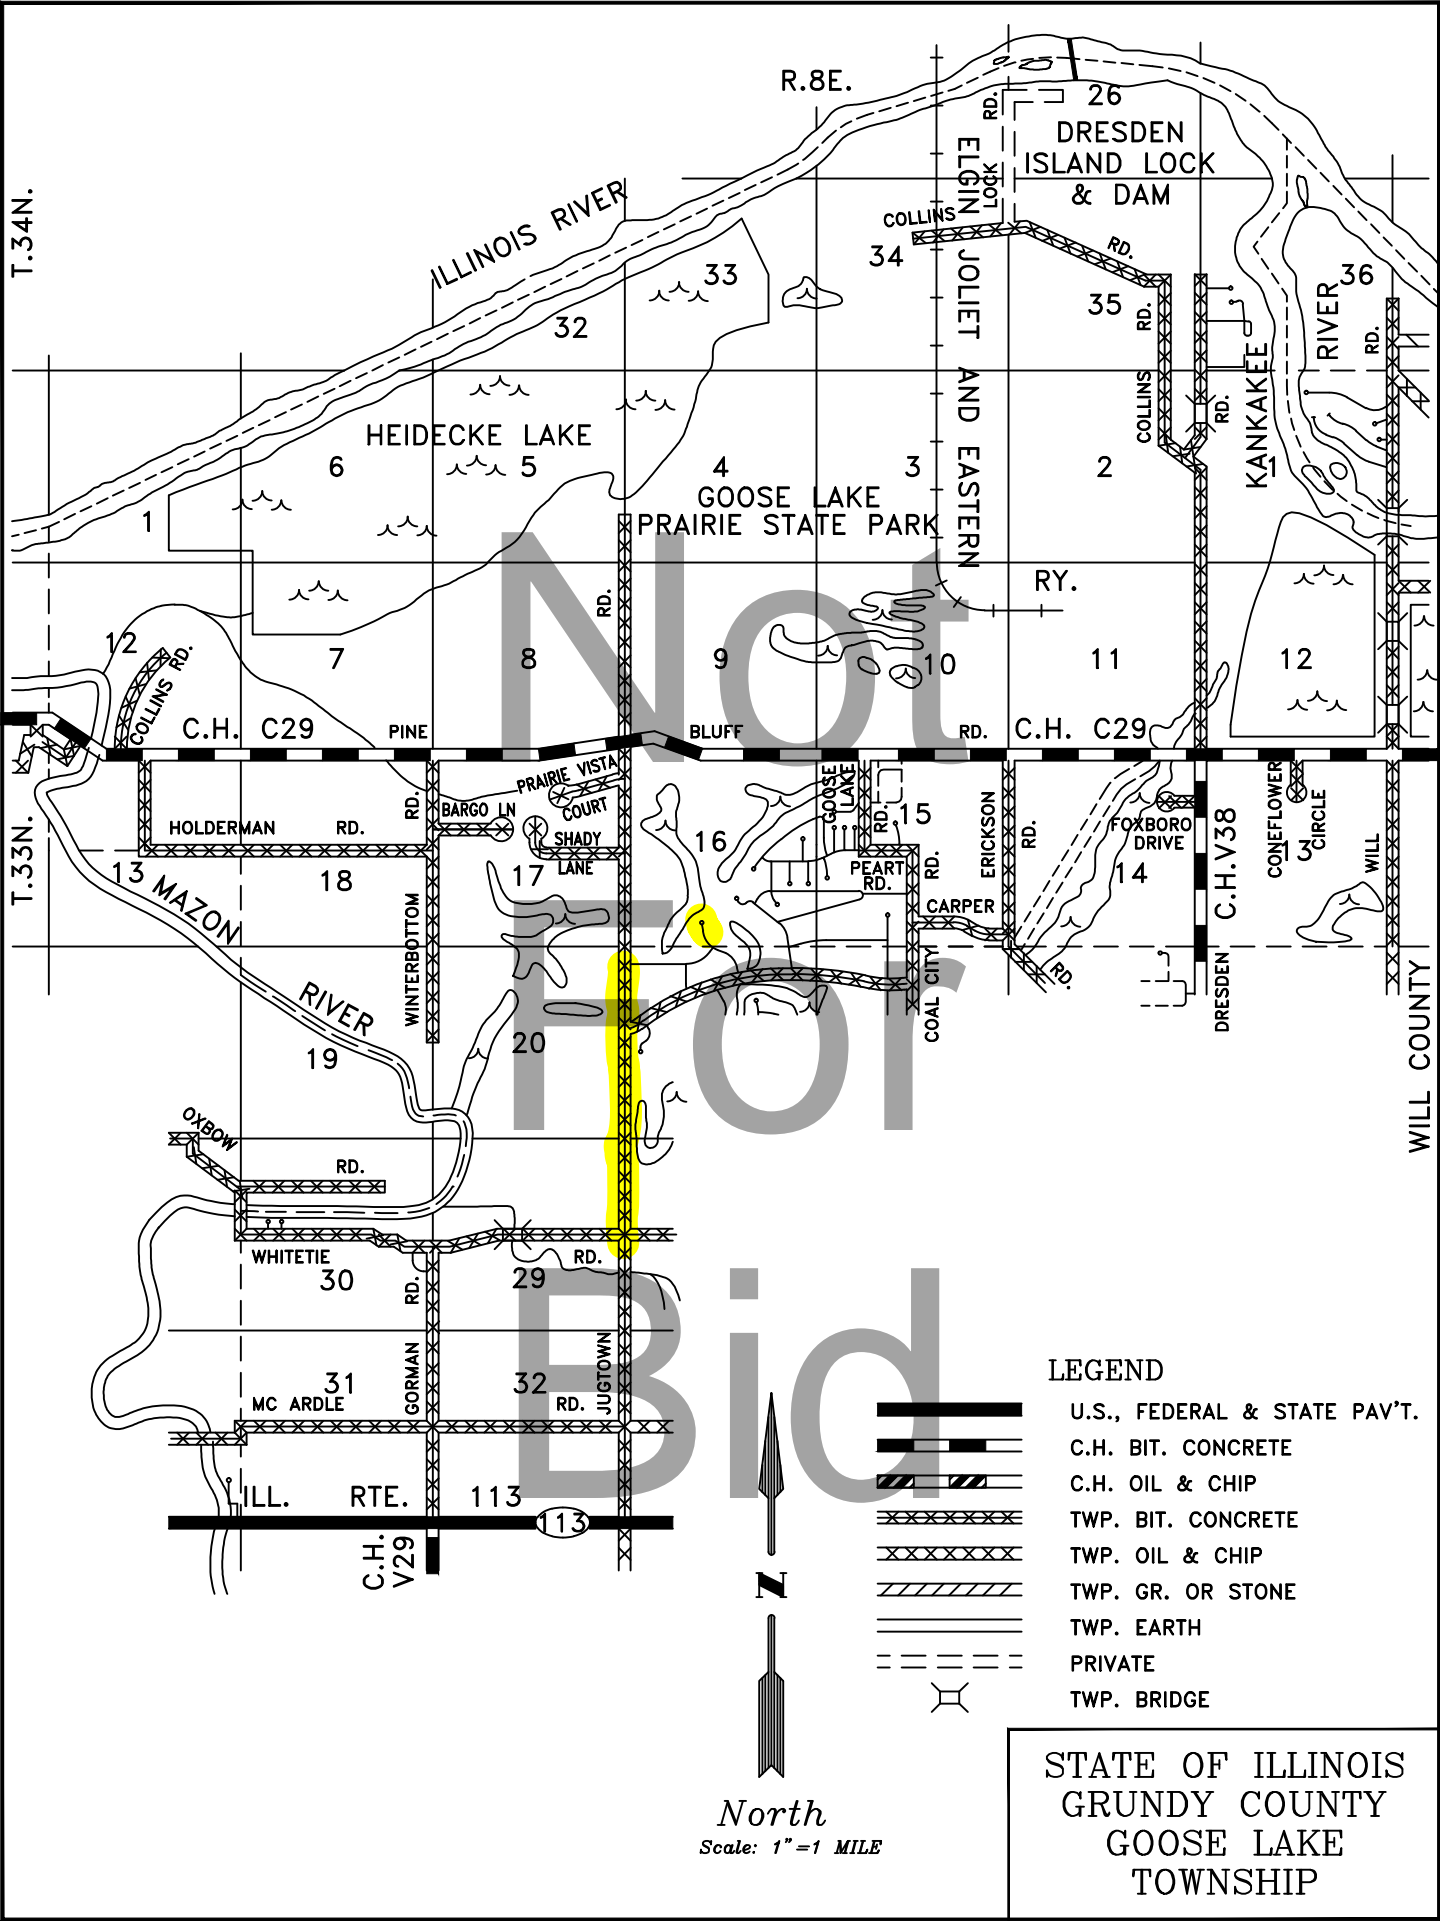 R.8E.
26
DRESDEN
ISLAND LOCK
& DAM
T.34N.
ILLINOIS RIVER
LOCK RD.
ELGIN JOLIET AND EASTERN
RY.
COLLINS RD.
34
33
32
35
36
COLLINS RD.
RD.
KANKAKEE RIVER
RD.
HEIDECKE LAKE
6
5
4
3
2
1
1
GOOSE LAKE
PRAIRIE STATE PARK
Not
For
Bid
RD.
12
7
8
9
10
11
12
COLLINS RD.
C.H. C29
PINE
BLUFF
RD.
C.H. C29
PRAIRIE VISTA
COURT
BARGO LN
SHADY
LANE
HOLDERMAN RD.
WINTERBOTTOM RD.
GOOSE
LAKE
RD.
15
16
17
18
13
14
13
PEART
RD.
ERICKSON RD.
FOXBORO
DRIVE
C.H.V38
CONEFLOWER
CIRCLE
WILL
CARPER RD.
COAL CITY RD.
DRESDEN
T.33N.
MAZON RIVER
19
20
WILL COUNTY
OXBOW RD.
WHITETIE RD.
30
29
GORMAN RD.
JUGTOWN
31
32
MC ARDLE RD.
ILL. RTE. 113
113
C.H.
V29
LEGEND
U.S., FEDERAL & STATE PAV'T.
C.H. BIT. CONCRETE
C.H. OIL & CHIP
TWP. BIT. CONCRETE
TWP. OIL & CHIP
TWP. GR. OR STONE
TWP. EARTH
PRIVATE
TWP. BRIDGE
N
North
Scale: 1"=1 MILE
STATE OF ILLINOIS
GRUNDY COUNTY
GOOSE LAKE
TOWNSHIP